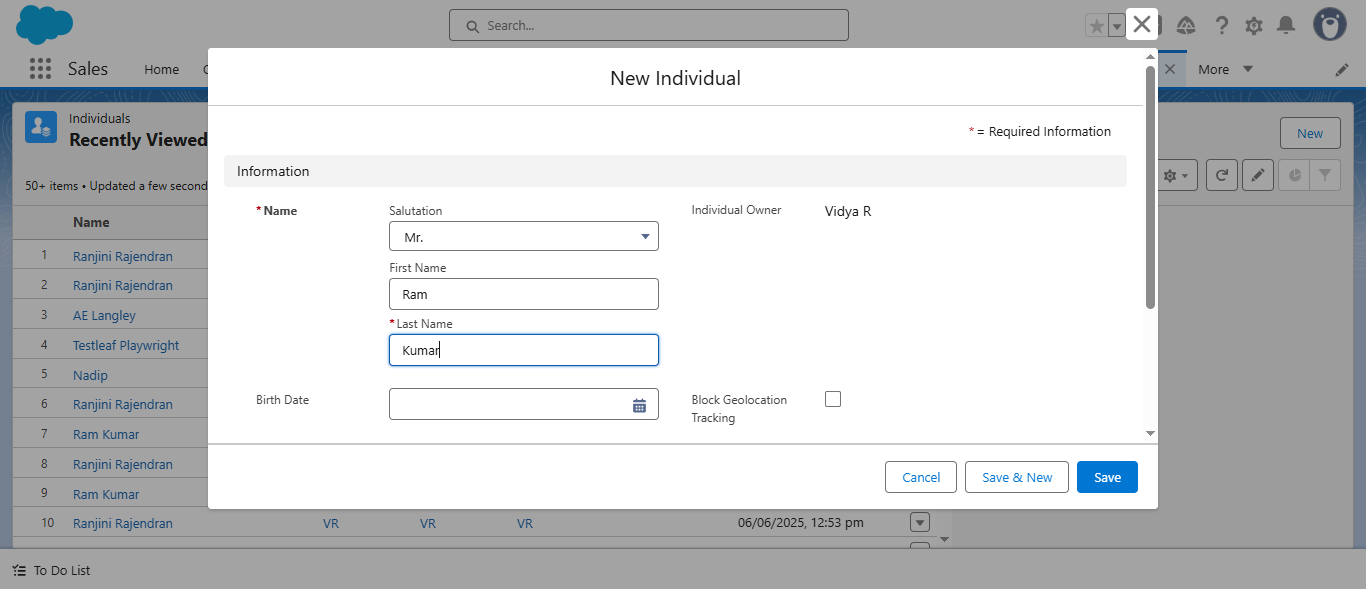 Search...
Sales
Home
More
Individuals
Recently Viewed
New
50+ items • Updated a few second
Name
1 Ranjini Rajendran
2 Ranjini Rajendran
3 AE Langley
4 Testleaf Playwright
5 Nadip
6 Ranjini Rajendran
7 Ram Kumar
8 Ranjini Rajendran
9 Ram Kumar
10 Ranjini Rajendran VR VR VR 06/06/2025, 12:53 pm
New Individual
* = Required Information
Information
*Name
Salutation
Mr.
Individual Owner
Vidya R
First Name
Ram
*Last Name
Kumar
Birth Date
Block Geolocation
Tracking
Cancel
Save & New
Save
To Do List